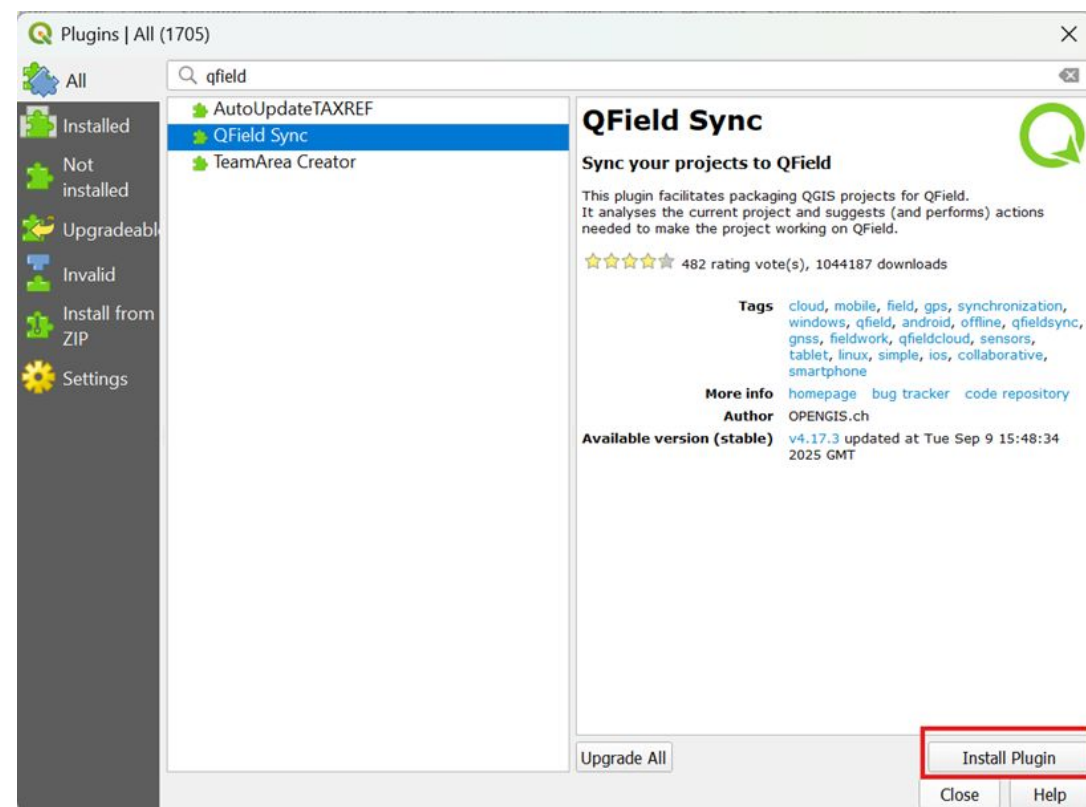 Plugins | All (1705)
All
qfield
Installed
Not
installed
Upgradeabl
Invalid
Install from
ZIP
Settings
AutoUpdateTAXREF
QField Sync
TeamArea Creator
QField Sync
Sync your projects to QField
This plugin facilitates packaging QGIS projects for QField.
It analyses the current project and suggests (and performs) actions
needed to make the project working on QField.
482 rating vote(s), 1044187 downloads
Tags cloud, mobile, field, gps, synchronization,
windows, qfield, android, offline, qfieldsync,
gnss, fieldwork, qfieldcloud, sensors,
tablet, linux, simple, ios, collaborative,
smartphone
More info homepage bug tracker code repository
Author OPENGIS.ch
Available version (stable) v4.17.3 updated at Tue Sep 9 15:48:34
2025 GMT
Upgrade All
Install Plugin
Close Help